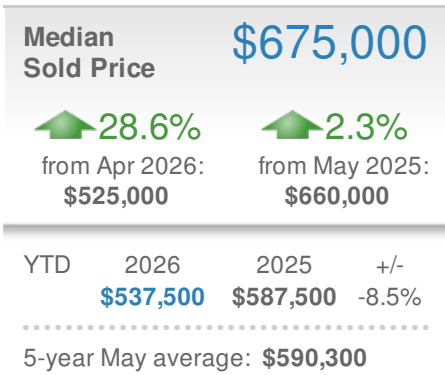 Median
Sold Price
$675,000
28.6%
from Apr 2026:
$525,000
2.3%
from May 2025:
$660,000
YTD 2026 2025 +/-
$537,500 $587,500 -8.5%
5-year May average: $590,300